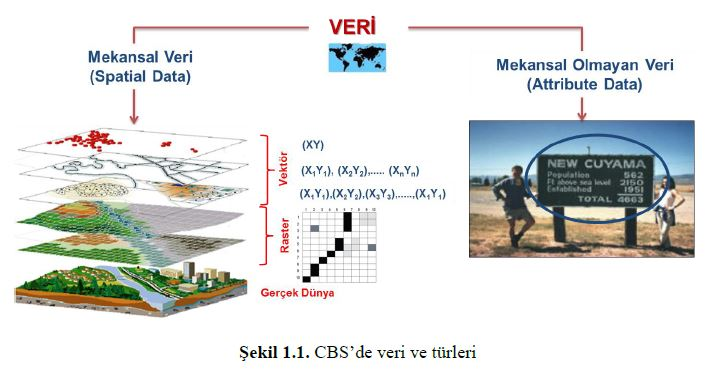 VERİ
Mekansal Veri
(Spatial Data)
Mekansal Olmayan Veri
(Attribute Data)
Vektör
(XY)
(X1Y1), (X2Y2),..... (XnYn)
(X1Y1),(X2Y2),(X3Y3),.....,(X1Y1)
Raster
Gerçek Dünya
NEW CUYAMA
Population 562
Ft above sea level 2150
Established 1951
TOTAL 4663
Şekil 1.1. CBS’de veri ve türleri